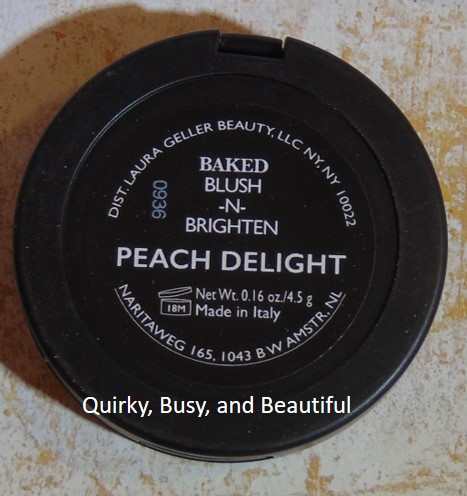 DIST. LAURA GELLER BEAUTY, LLC NY, NY 10022
0936
BAKED
BLUSH
-N-
BRIGHTEN
PEACH DELIGHT
18M
Net Wt. 0.16 oz./4.5 g
Made in Italy
NARITAWEG 165, 1043 BW AMSTR, NL
Quirky, Busy, and Beautiful